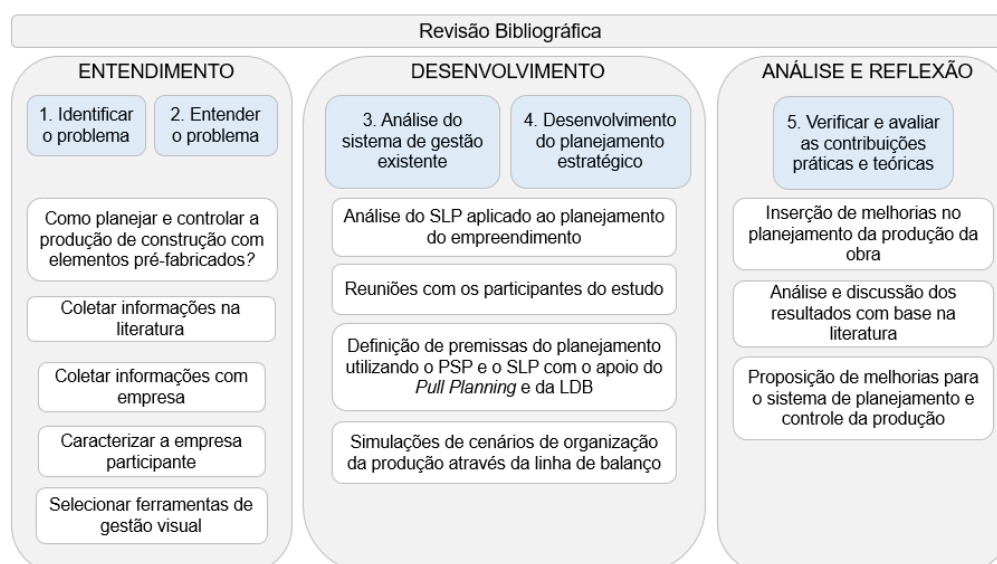 Revisão Bibliográfica
ENTENDIMENTO
1. Identificar
o problema
2. Entender
o problema
Como planejar e controlar a
produção de construção com
elementos pré-fabricados?
Coletar informações na
literatura
Coletar informações com
empresa
Caracterizar a empresa
participante
Selecionar ferramentas de
gestão visual
DESENVOLVIMENTO
3. Análise do
sistema de gestão
existente
4. Desenvolvimento
do planejamento
estratégico
Análise do SLP aplicado ao planejamento
do empreendimento
Reuniões com os participantes do estudo
Definição de premissas do planejamento
utilizando o PSP e o SLP com o apoio do
Pull Planning e da LDB
Simulações de cenários de organização
da produção através da linha de balanço
ANÁLISE E REFLEXÃO
5. Verificar e avaliar
as contribuições
práticas e teóricas
Inserção de melhorias no
planejamento da produção da
obra
Análise e discussão dos
resultados com base na
literatura
Proposição de melhorias para
o sistema de planejamento e
controle da produção